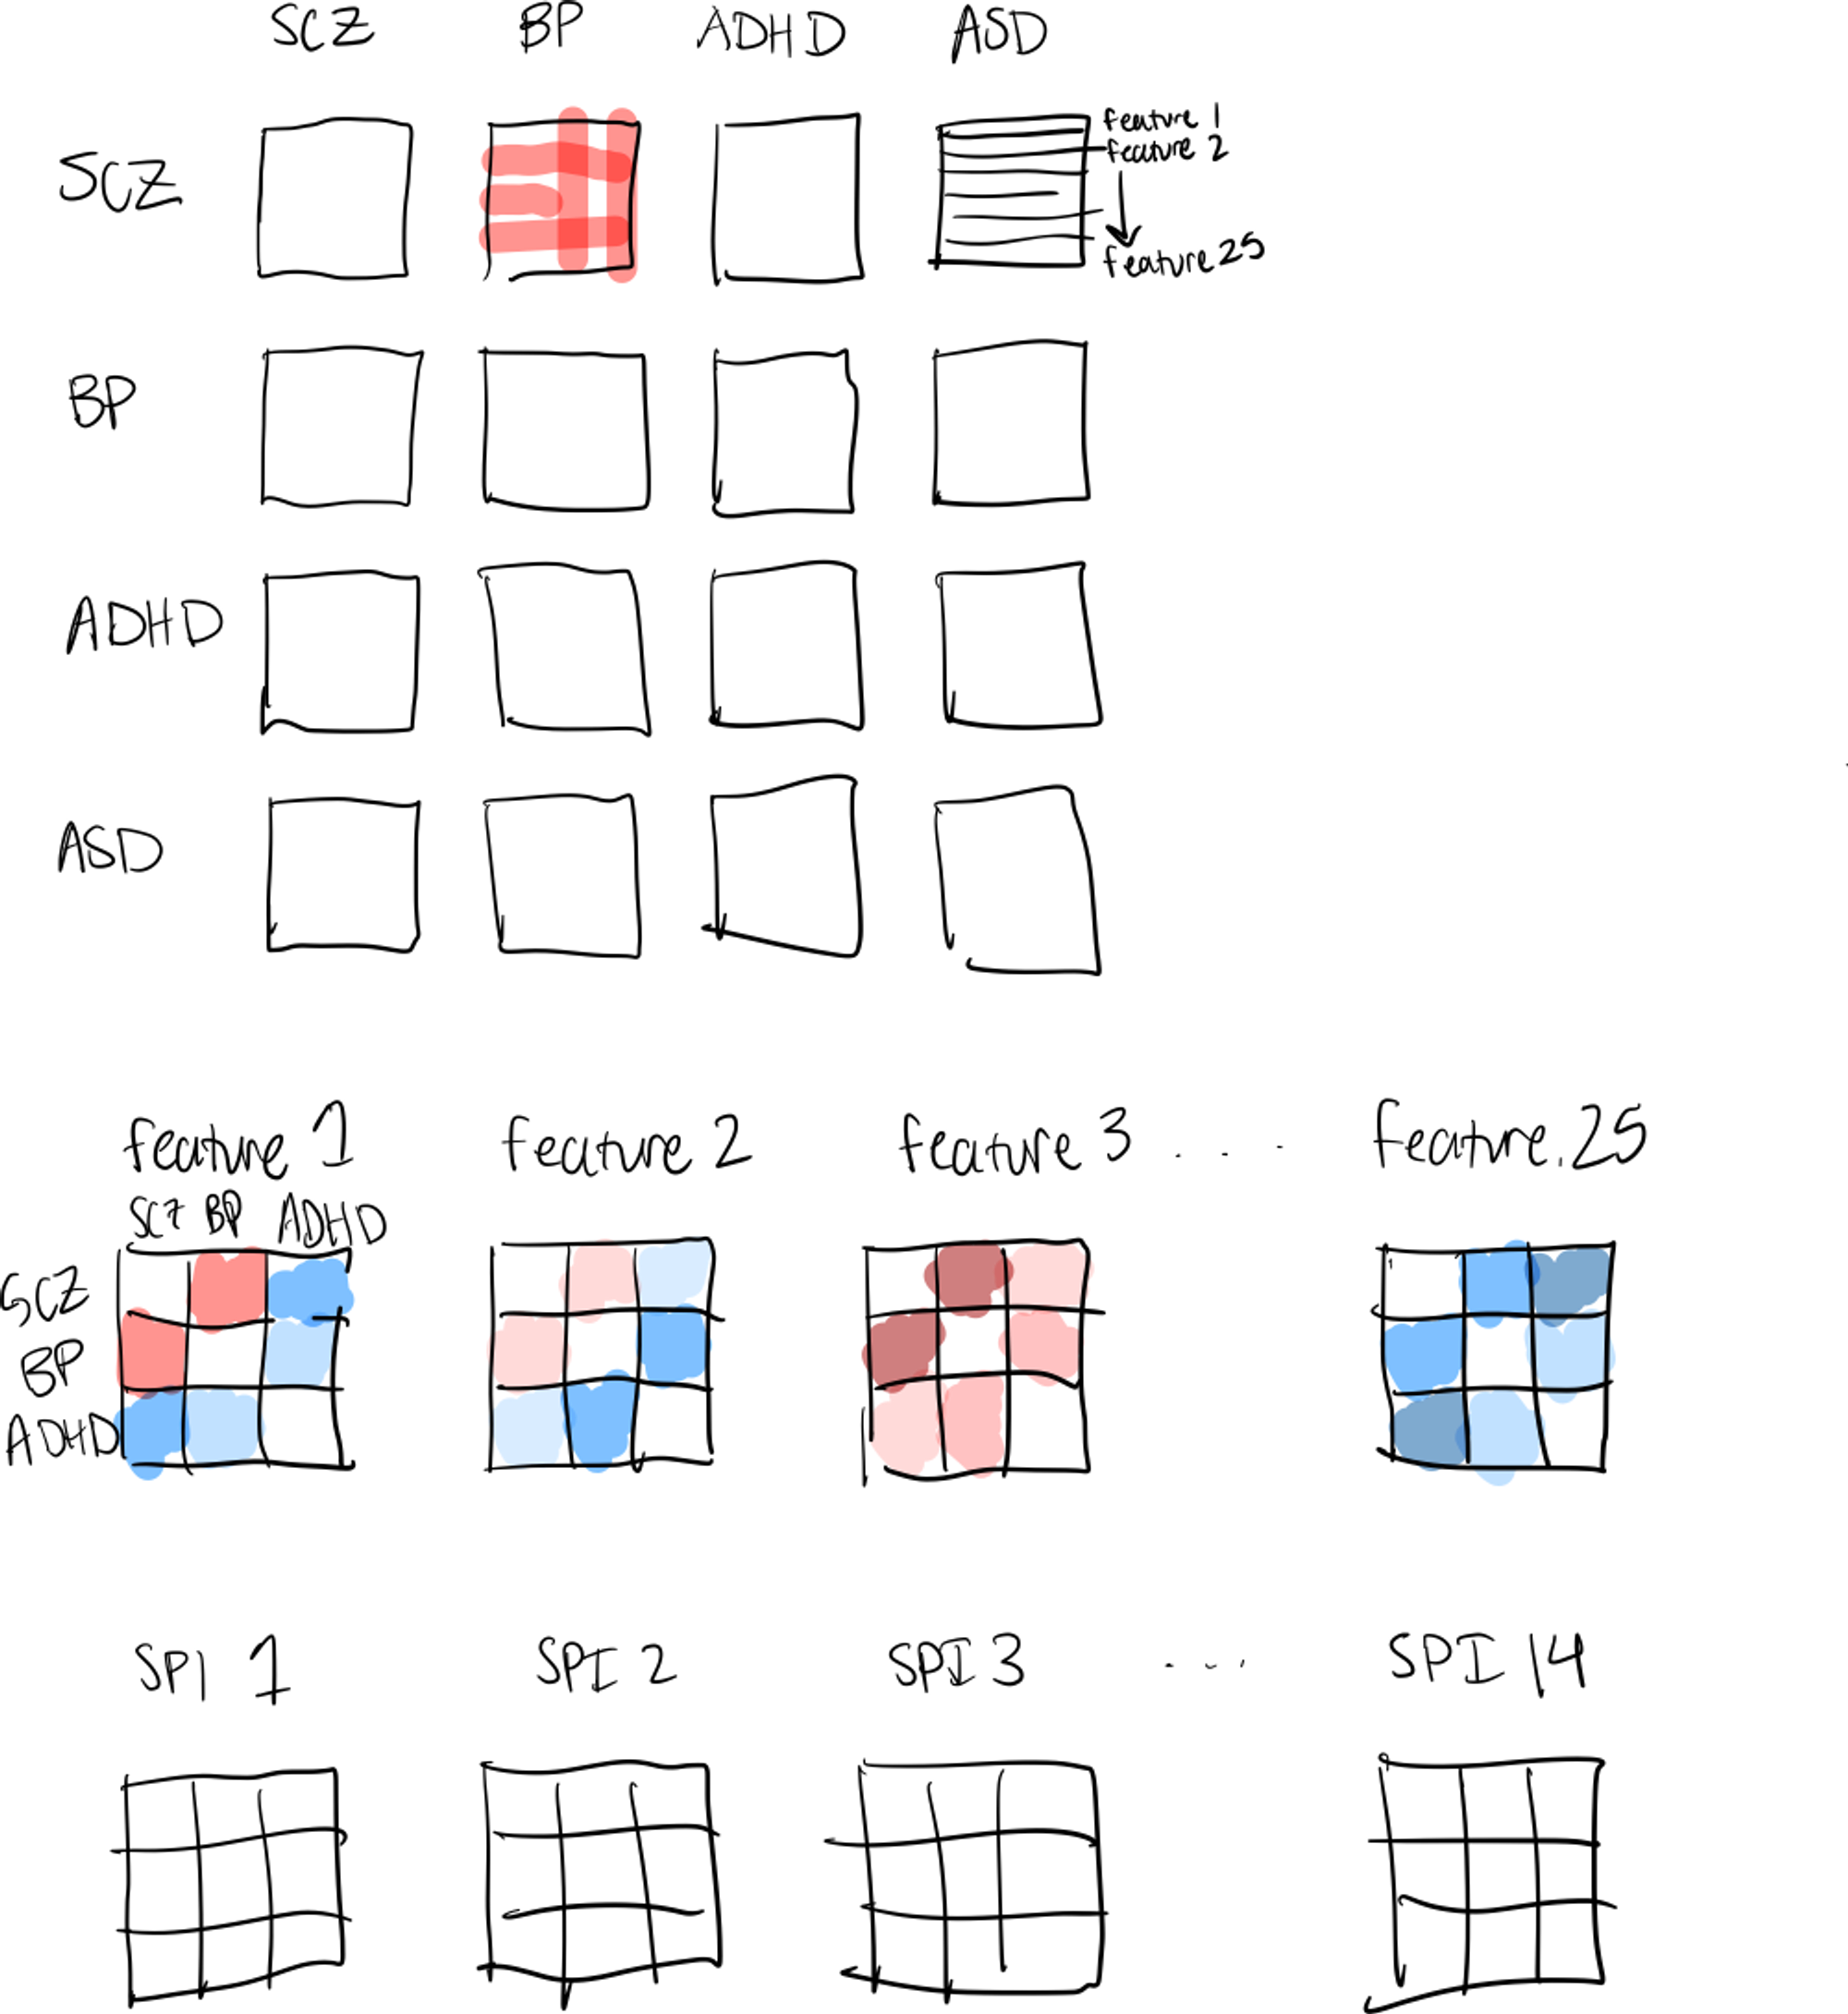 SCZ BP ADHD ASD
SCZ
feature 1
feature 2
feature 25
BP
ADHD
ASD
feature 1 feature 2 feature 3 . . . feature 25
SCZ BP ADHD
SCZ
BP
ADHD
SPI 1 SPI 2 SPI 3 . . . SPI 14